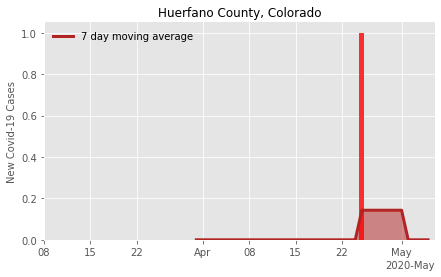 Huerfano County, Colorado
7 day moving average
New Covid-19 Cases
1.0
0.8
0.6
0.4
0.2
0.0
08 15 22 Apr 08 15 22 May
2020-May